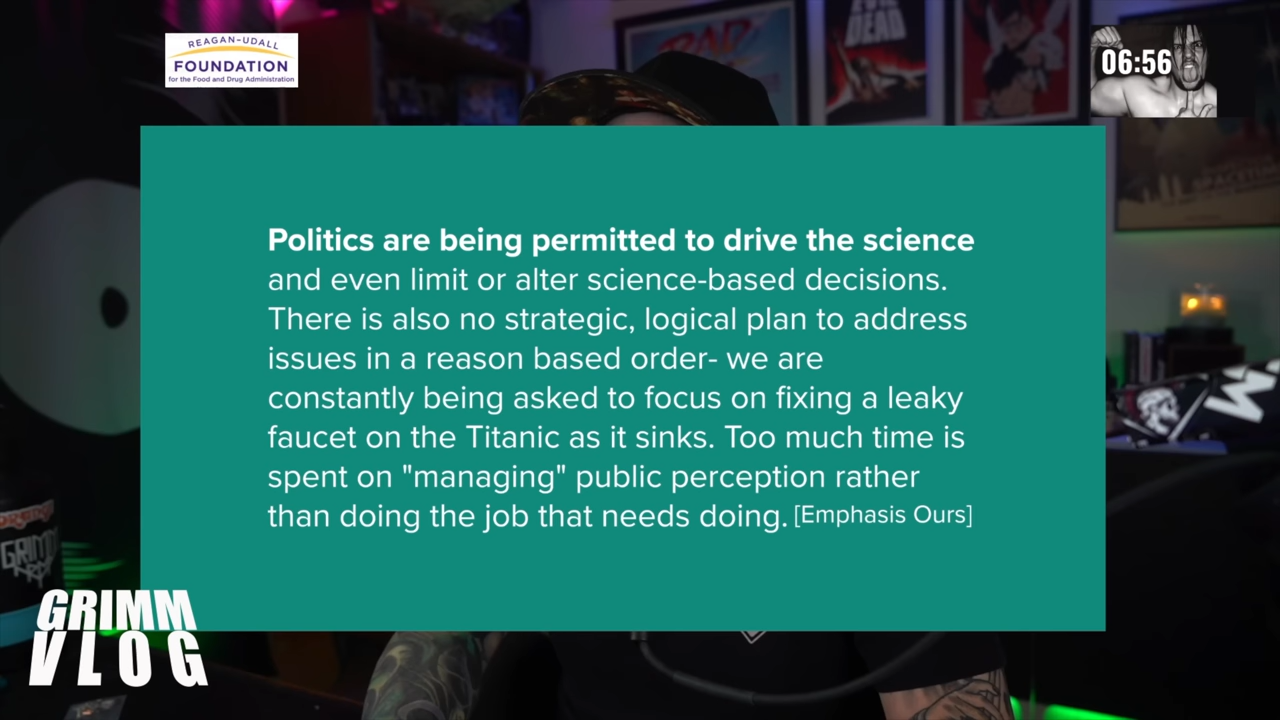 REAGAN-UDALL
FOUNDATION
for the Food and Drug Administration
EVIL
DEAD
RAD
06:56
Politics are being permitted to drive the science
and even limit or alter science-based decisions.
There is also no strategic, logical plan to address
issues in a reason based order- we are
constantly being asked to focus on fixing a leaky
faucet on the Titanic as it sinks. Too much time is
spent on "managing" public perception rather
than doing the job that needs doing. [Emphasis Ours]
GRIMM
GRIMM
VLOG